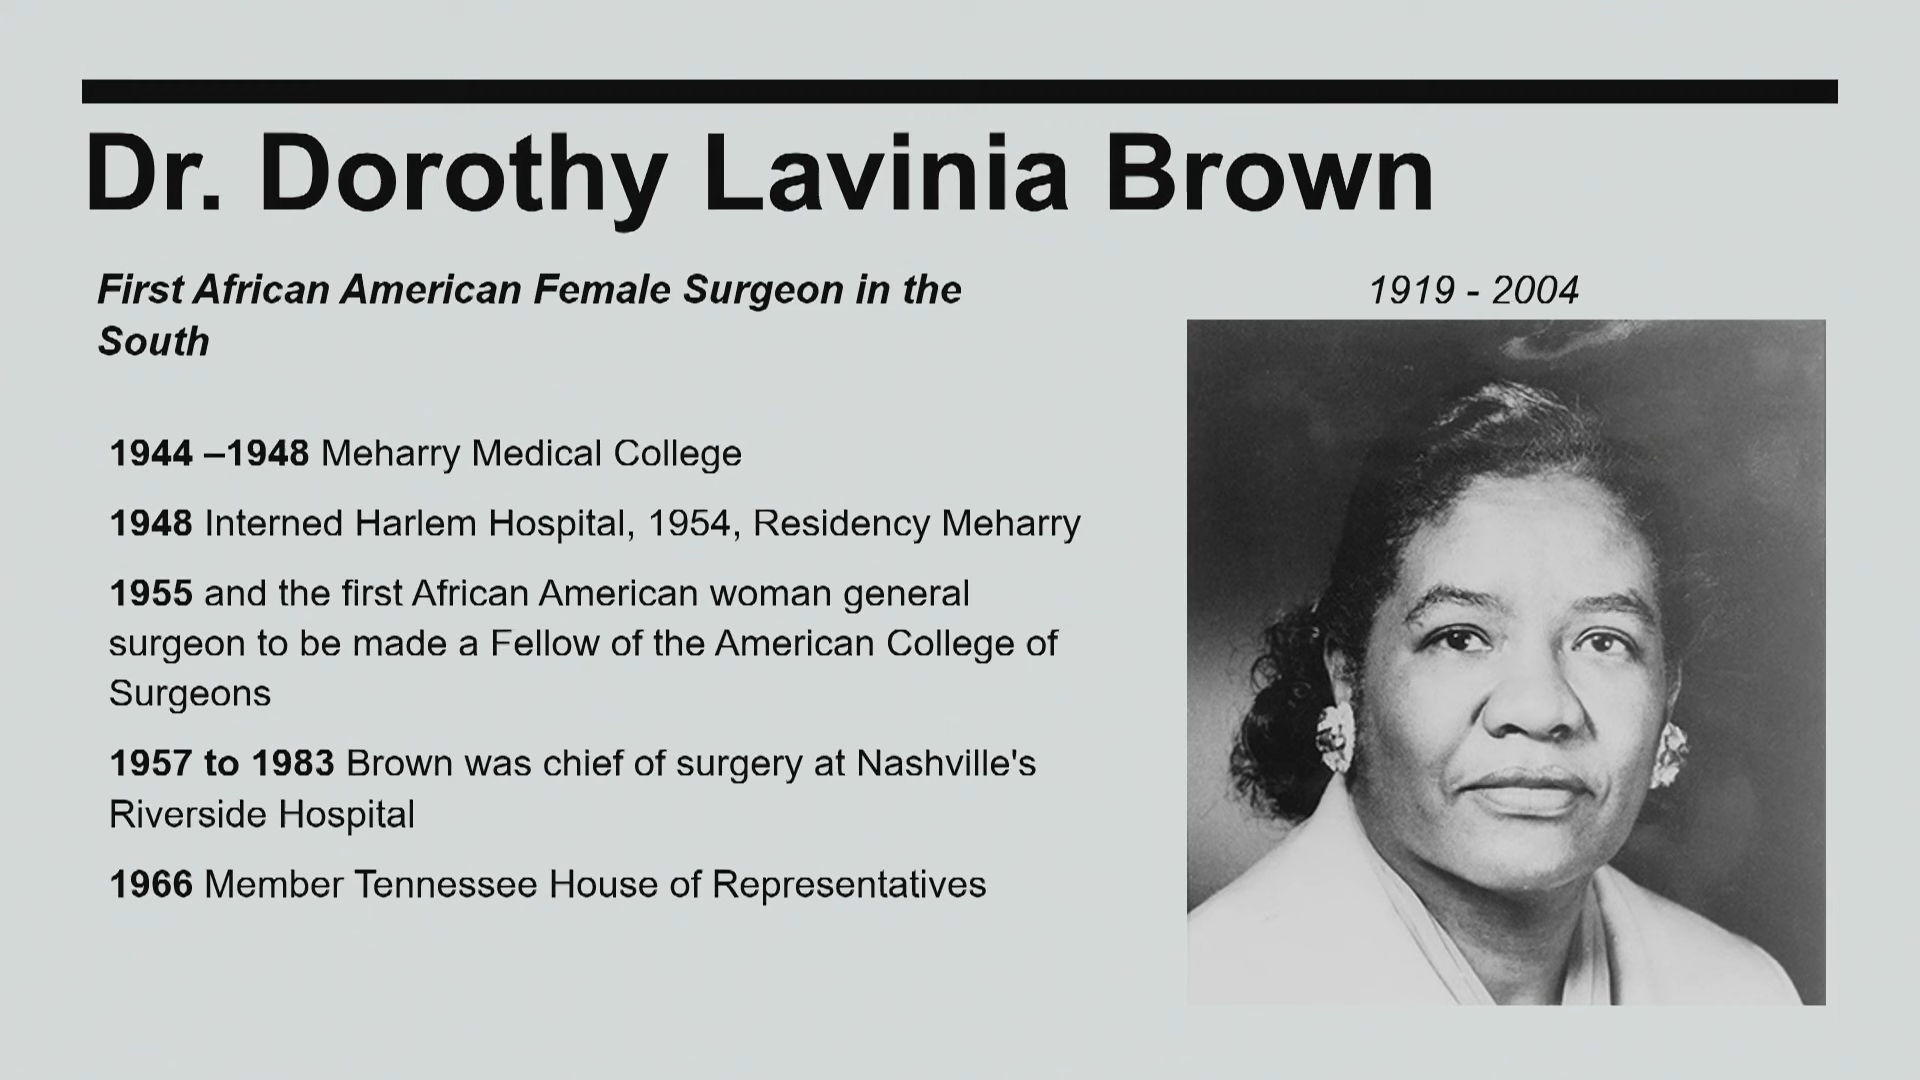 Dr. Dorothy Lavinia Brown
First African American Female Surgeon in the
South
1919 - 2004
1944 –1948 Meharry Medical College
1948 Interned Harlem Hospital, 1954, Residency Meharry
1955 and the first African American woman general
surgeon to be made a Fellow of the American College of
Surgeons
1957 to 1983 Brown was chief of surgery at Nashville's
Riverside Hospital
1966 Member Tennessee House of Representatives